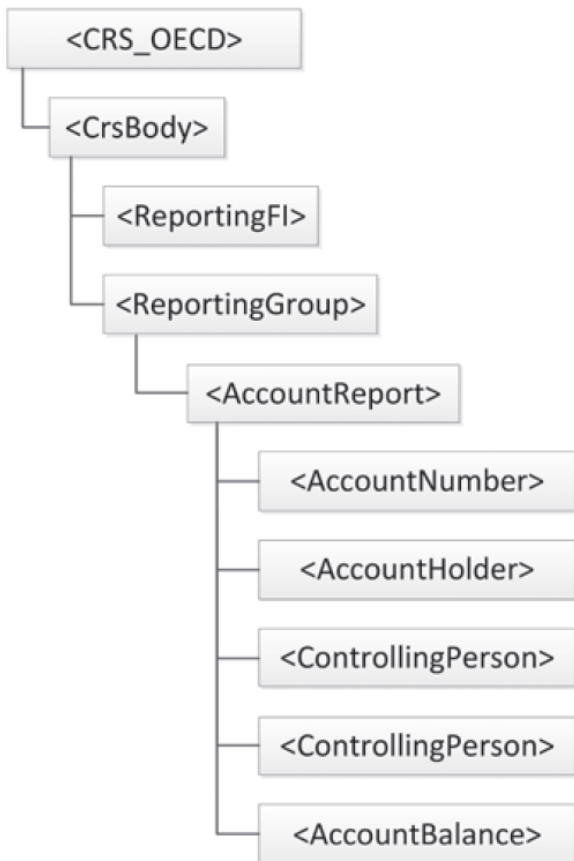 <CRS_OECD>
<CrsBody>
<ReportingFI>
<ReportingGroup>
<AccountReport>
<AccountNumber>
<AccountHolder>
<ControllingPerson>
<ControllingPerson>
<AccountBalance>